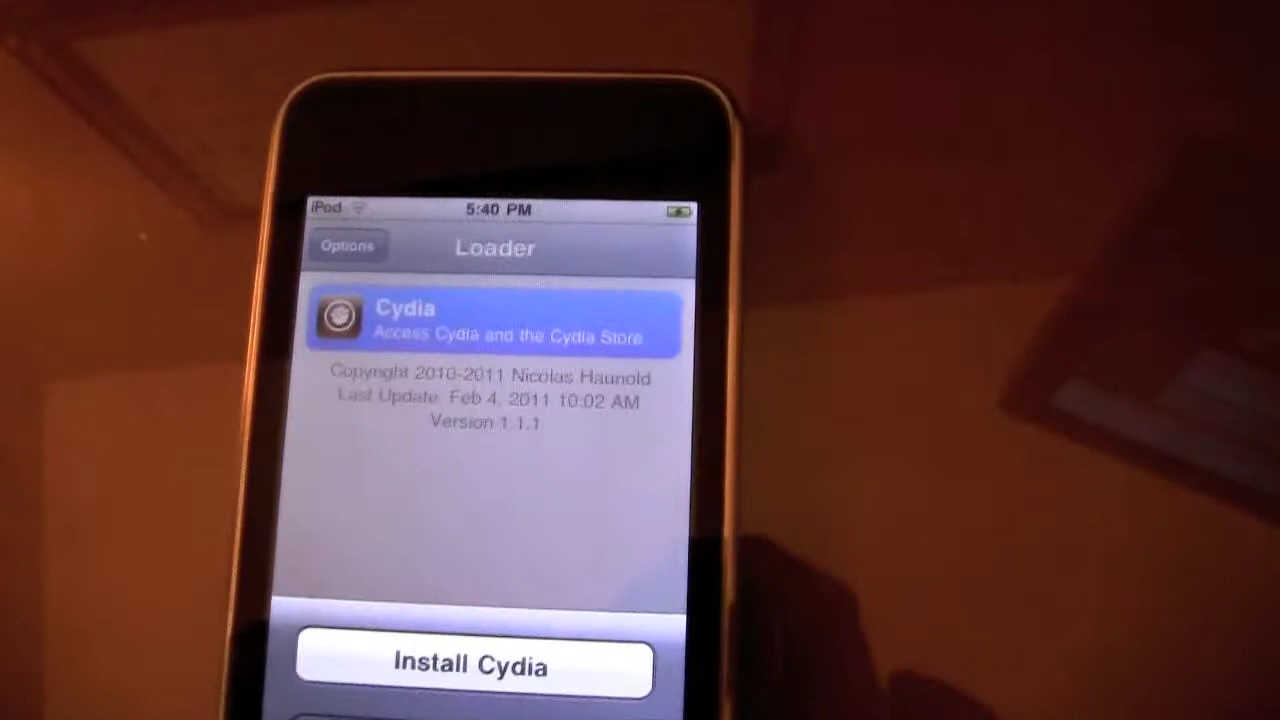 iPod
5:40 PM
Options
Loader
Cydia
Access Cydia and the Cydia Store
Copyright 2010-2011 Nicolas Haunold
Last Update: Feb 4, 2011 10:02 AM
Version 1.1.1
Install Cydia